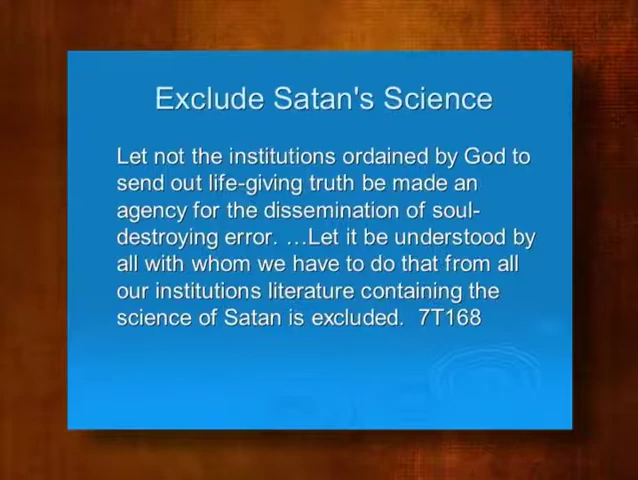 Exclude Satan's Science
Let not the institutions ordained by God to
send out life-giving truth be made an
agency for the dissemination of soul-
destroying error. …Let it be understood by
all with whom we have to do that from all
our institutions literature containing the
science of Satan is excluded.  7T168